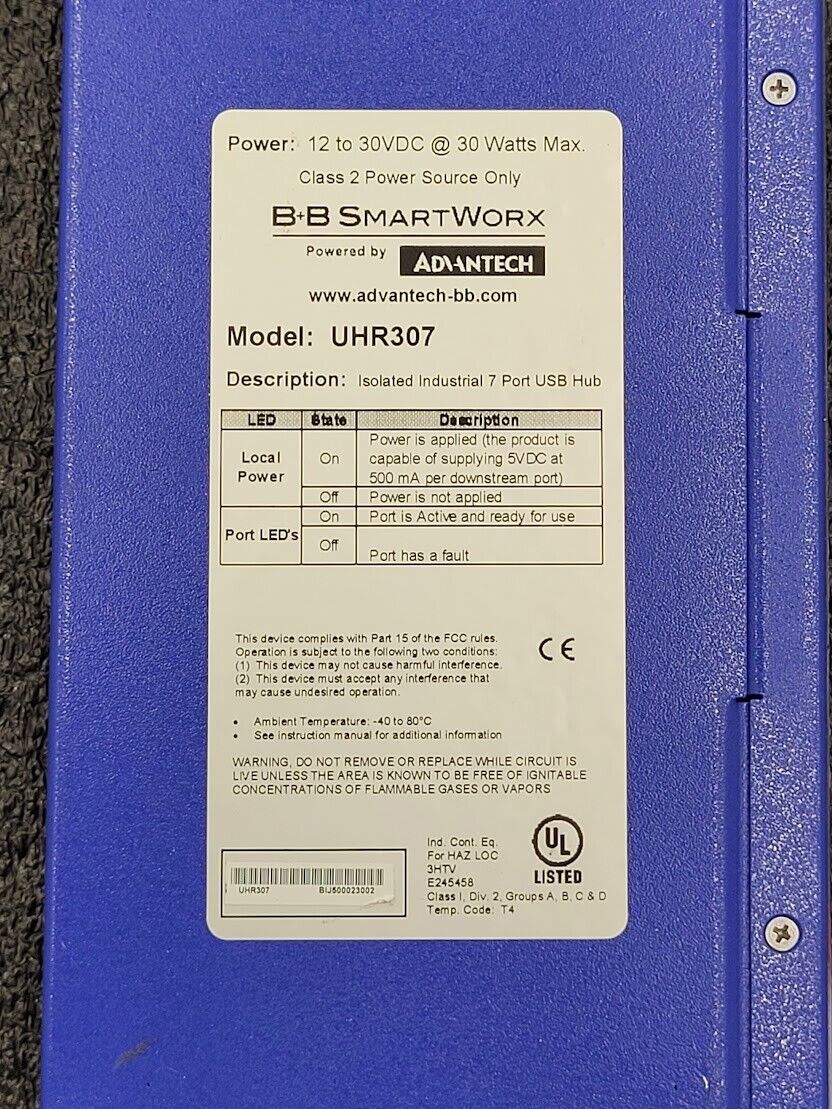 Power: 12 to 30VDC @ 30 Watts Max.
Class 2 Power Source Only
B+B SMARTWORX
Powered by ADVANTECH
www.advantech-bb.com
Model: UHR307
Description: Isolated Industrial 7 Port USB Hub
LED State Description
Local Power On Power is applied (the product is
capable of supplying 5VDC at
500 mA per downstream port)
Off Power is not applied
Port LED's On Port is Active and ready for use
Off Port has a fault
This device complies with Part 15 of the FCC rules.
Operation is subject to the following two conditions:
(1) This device may not cause harmful interference.
(2) This device must accept any interference that
may cause undesired operation.
CE
• Ambient Temperature: -40 to 80°C
• See instruction manual for additional information
WARNING, DO NOT REMOVE OR REPLACE WHILE CIRCUIT IS
LIVE UNLESS THE AREA IS KNOWN TO BE FREE OF IGNITABLE
CONCENTRATIONS OF FLAMMABLE GASES OR VAPORS
UHR307 BIJ500023002
Ind. Cont. Eq.
For HAZ LOC
3HTV
E245458
Class I, Div. 2, Groups A, B, C & D
Temp. Code: T4
UL
LISTED